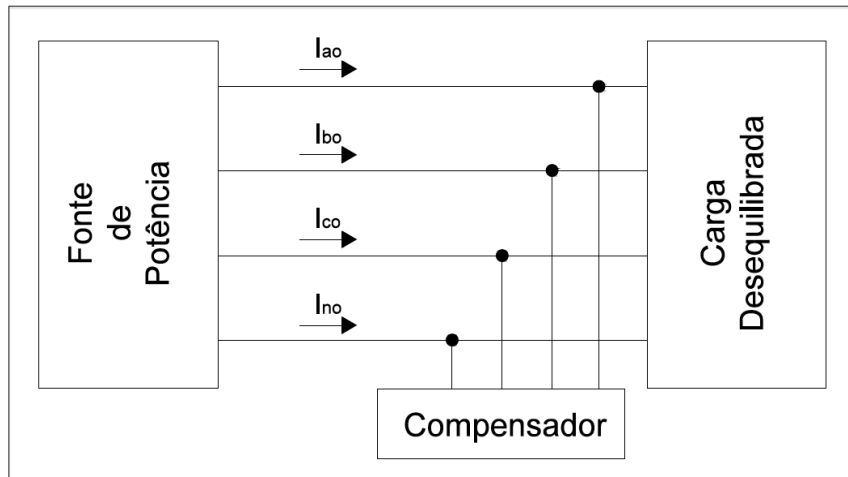 Fonte
de
Potência
Iao
Ibo
Ico
Ino
Carga
Desequilibrada
Compensador